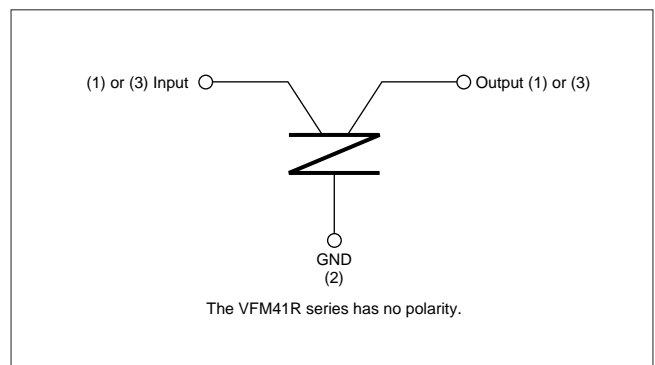 (1) or (3) Input
Output (1) or (3)
GND
(2)
The VFM41R series has no polarity.